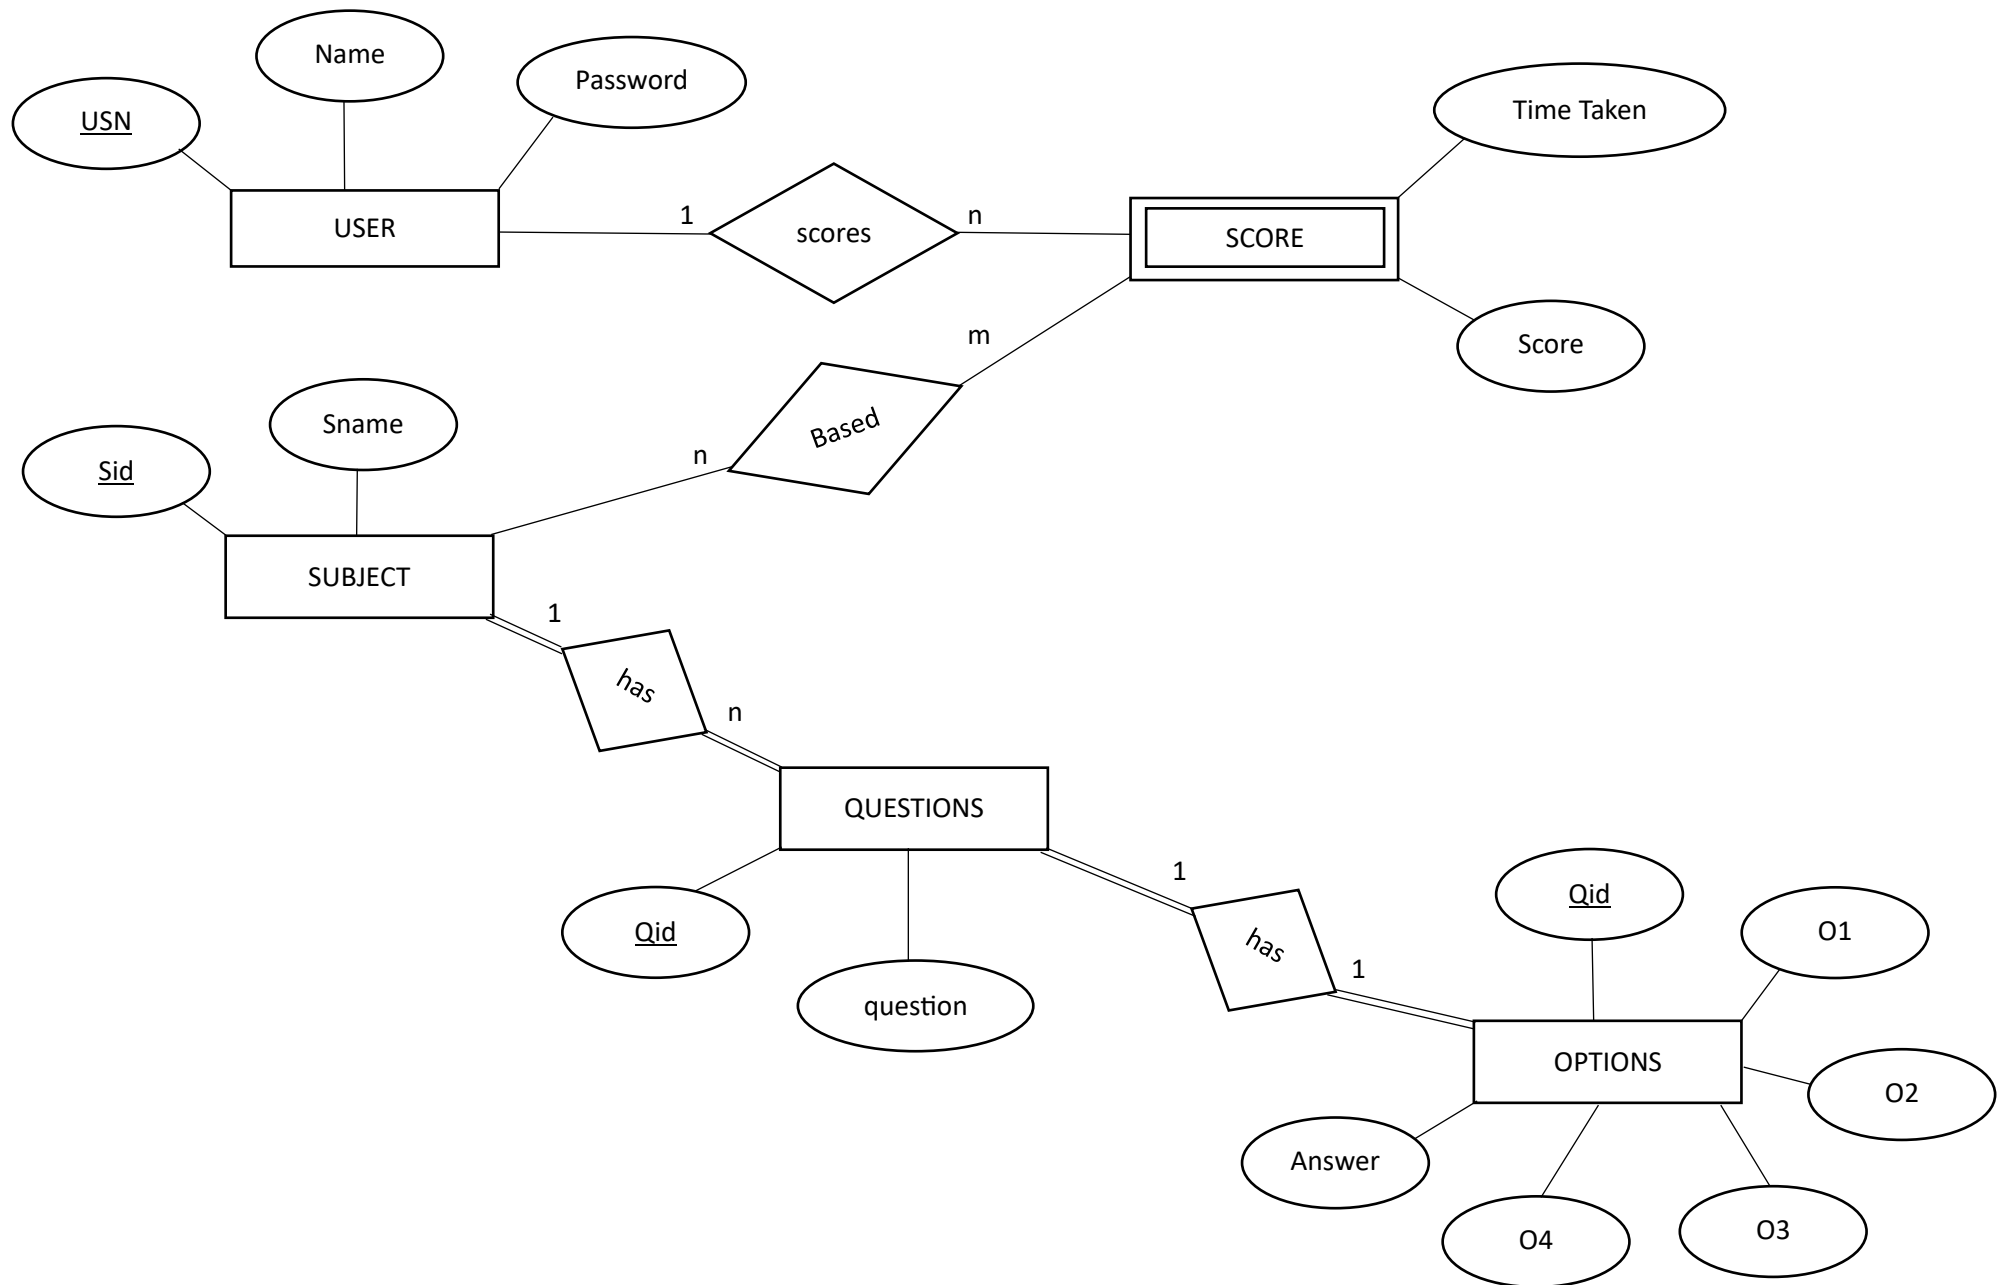 Name
Password
USN
Time Taken
USER
1
scores
n
SCORE
m
Score
Sname
Based
Sid
n
SUBJECT
1
has
n
QUESTIONS
1
Qid
Qid
O1
has
question
1
OPTIONS
O2
Answer
O4
O3